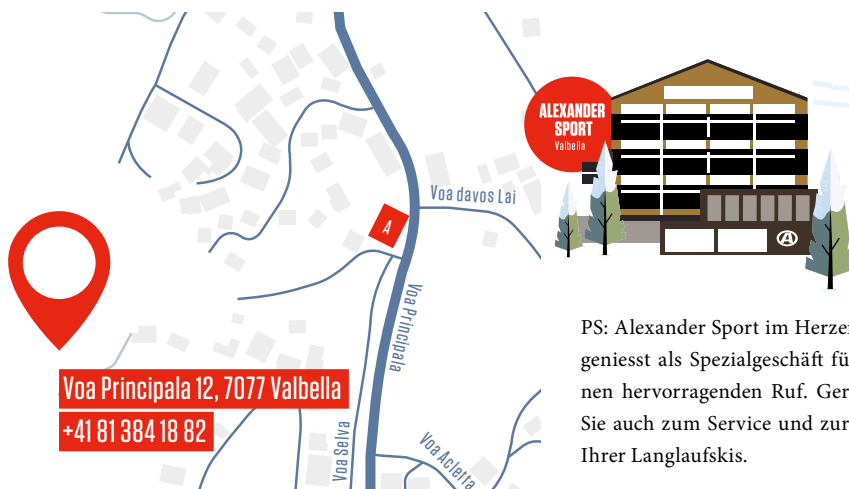 ALEXANDER
SPORT
Valbella
Voa davos Lai
A
A
Voa Principala
Voa Principala 12, 7077 Valbella
+41 81 384 18 82
Voa Selva
Voa Acletta
PS: Alexander Sport im Herzen
geniesst als Spezialgeschäft fü
nen hervorragenden Ruf. Ger
Sie auch zum Service und zur
Ihrer Langlaufskis.